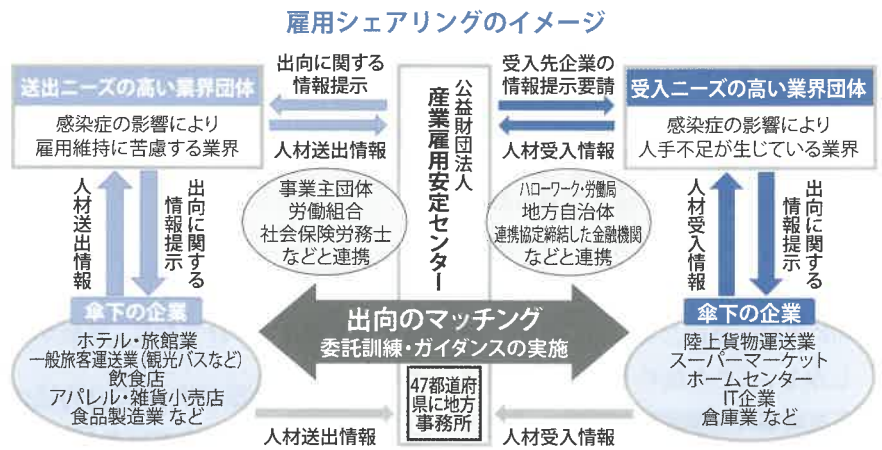 雇用シェアリングのイメージ
送出ニーズの高い業界団体
感染症の影響により
雇用維持に苦慮する業界
出向に関する
情報提示
人材送出情報
公益財団法人
産業雇用安定センター
受入先企業の
情報提示要請
人材受入情報
受入ニーズの高い業界団体
感染症の影響により
人手不足が生じている業界
人材送出情報
出向に関する
情報提示
事業主団体
労働組合
社会保険労務士
などと連携
ハローワーク・労働局
地方自治体
連携協定締結した金融機関
などと連携
人材受入情報
出向に関する
情報提示
傘下の企業
ホテル・旅館業
一般旅客運送業(観光バスなど)
飲食店
アパレル・雑貨小売店
食品製造業 など
出向のマッチング
委託訓練・ガイダンスの実施
傘下の企業
陸上貨物運送業
スーパーマーケット
ホームセンター
IT企業
倉庫業 など
人材送出情報
47都道府
県に地方
事務所
人材受入情報